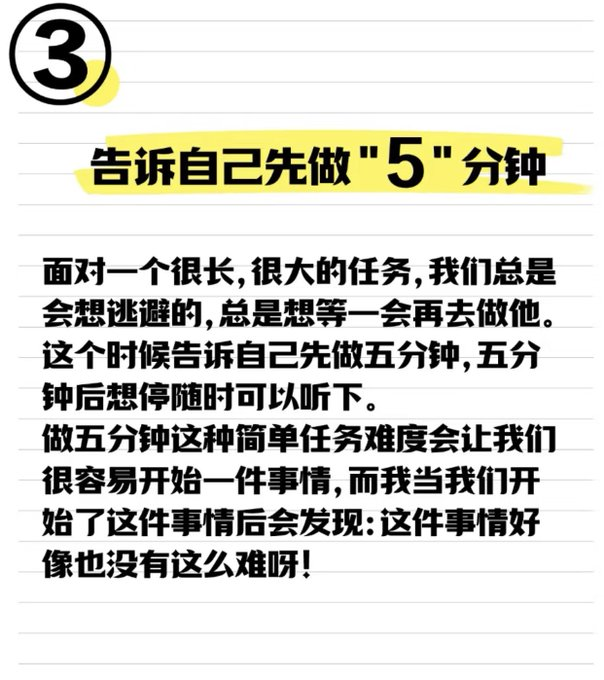 3
告诉自己先做"5"分钟
面对一个很长,很大的任务,我们总是
会想逃避的,总是想等一会再去做他。
这个时候告诉自己先做五分钟,五分
钟后想停随时可以听下。
做五分钟这种简单任务难度会让我们
很容易开始一件事情,而我当我们开
始了这件事情后会发现:这件事情好
像也没有这么难呀!